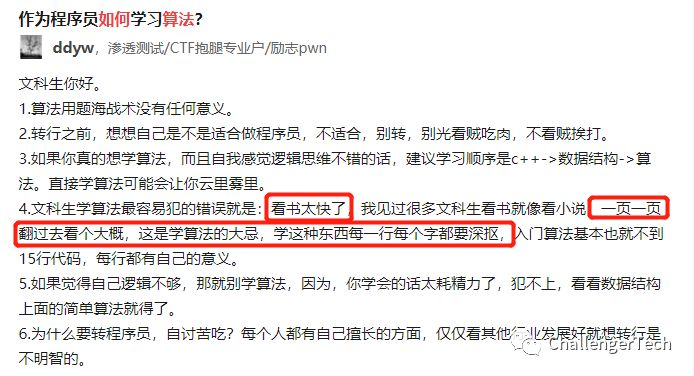 作为程序员如何学习算法?
ddyw，渗透测试/CTF抱腿专业户/励志pwn
文科生你好。
1.算法用题海战术没有任何意义。
2.转行之前，想想自己是不是适合做程序员，不适合，别转，别光看贼吃肉，不看贼挨打。
3.如果你真的想学算法，而且自我感觉逻辑思维不错的话，建议学习顺序是c++->数据结构->算
法。直接学算法可能会让你云里雾里。
4.文科生学算法最容易犯的错误就是：看书太快了，我见过很多文科生看书就像看小说，一页一页
翻过去看个大概，这是学算法的大忌，学这种东西每一行每个字都要深抠，入门算法基本也就不到
15行代码，每行都有自己的意义。
5.如果觉得自己逻辑不够，那就别学算法，因为，你学会的话太耗精力了，犯不上，看看数据结构
上面的简单算法就得了。
6.为什么要转程序员，自讨苦吃？每个人都有自己擅长的方面，仅仅看其他行业发展好就想转行是
不明智的。
ChallengerTech